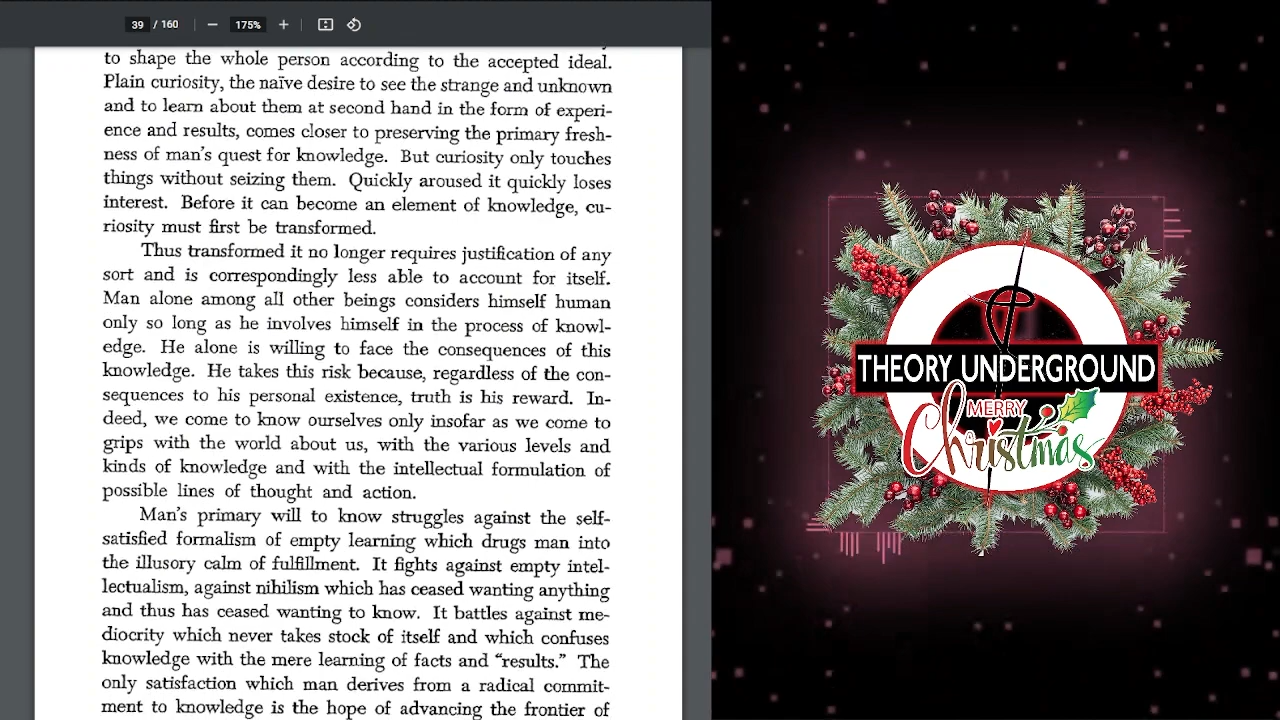 39 / 160
175%
to shape the whole person according to the accepted ideal.
Plain curiosity, the naïve desire to see the strange and unknown
and to learn about them at second hand in the form of experi-
ence and results, comes closer to preserving the primary fresh-
ness of man's quest for knowledge. But curiosity only touches
things without seizing them. Quickly aroused it quickly loses
interest. Before it can become an element of knowledge, cu-
riosity must first be transformed.
Thus transformed it no longer requires justification of any
sort and is correspondingly less able to account for itself.
Man alone among all other beings considers himself human
only so long as he involves himself in the process of knowl-
edge. He alone is willing to face the consequences of this
knowledge. He takes this risk because, regardless of the con-
sequences to his personal existence, truth is his reward. In-
deed, we come to know ourselves only insofar as we come to
grips with the world about us, with the various levels and
kinds of knowledge and with the intellectual formulation of
possible lines of thought and action.
Man's primary will to know struggles against the self-
satisfied formalism of empty learning which drugs man into
the illusory calm of fulfillment. It fights against empty intel-
lectualism, against nihilism which has ceased wanting anything
and thus has ceased wanting to know. It battles against me-
diocrity which never takes stock of itself and which confuses
knowledge with the mere learning of facts and "results." The
only satisfaction which man derives from a radical commit-
ment to knowledge is the hope of advancing the frontier of
THEORY UNDERGROUND
MERRY
Christmas